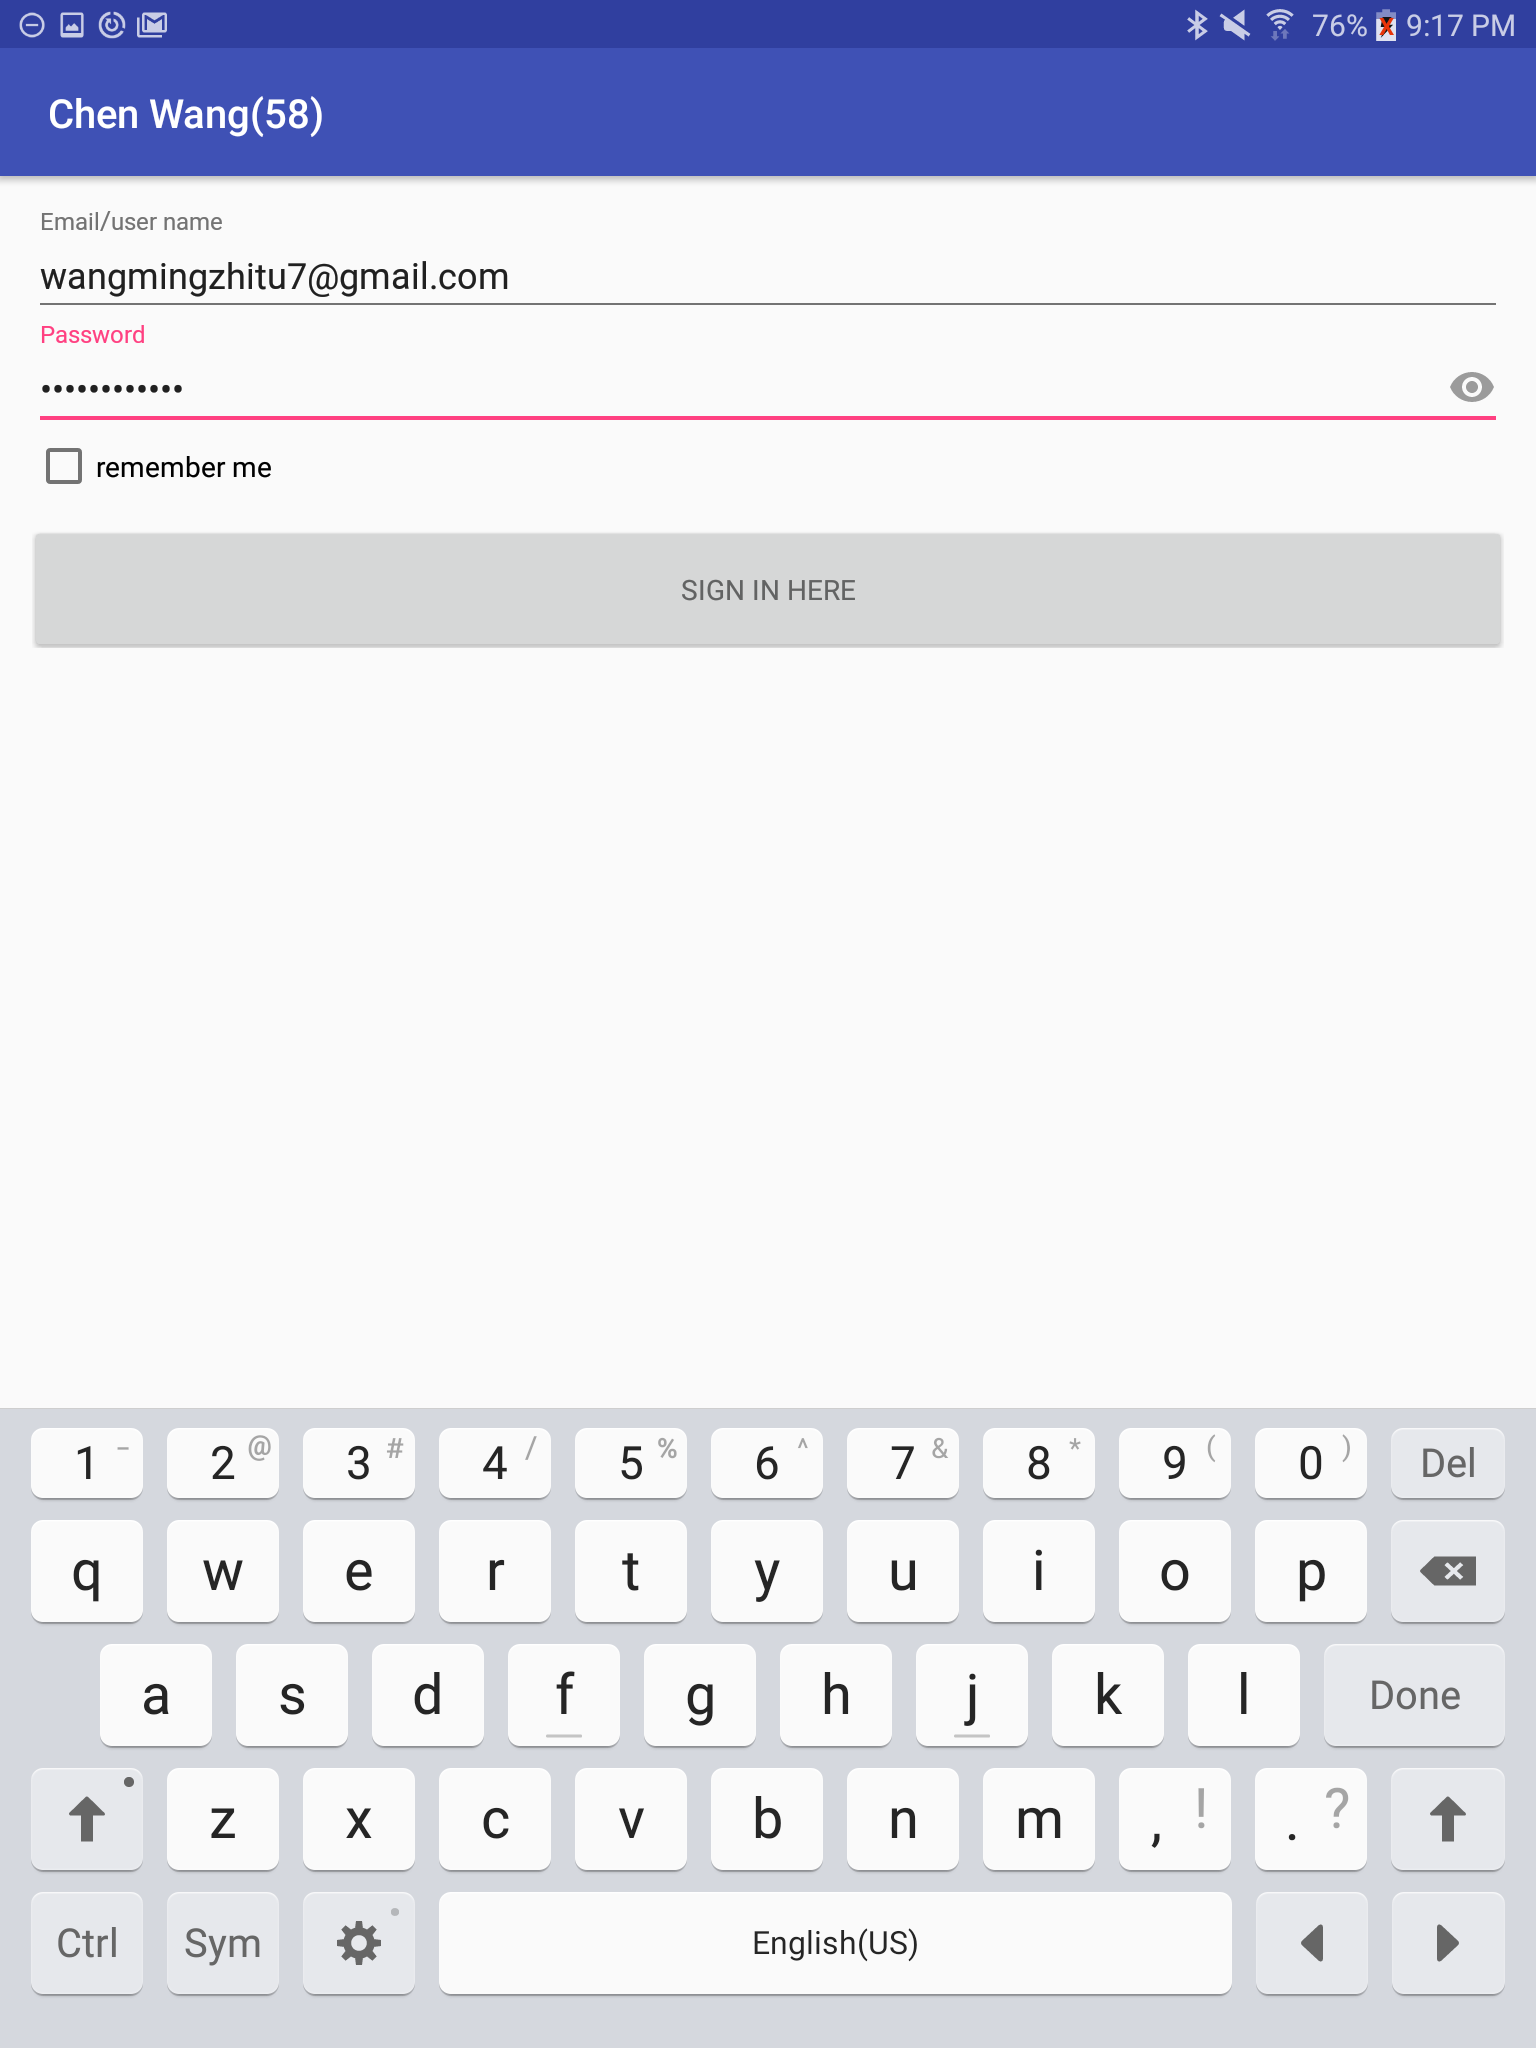 76% 9:17 PM
Chen Wang(58)
Email/user name
wangmingzhitu7@gmail.com
Password
••••••••••••
remember me
SIGN IN HERE
1 − 2 @ 3 # 4 / 5 % 6 ^ 7 & 8 * 9 ( 0 ) Del
q w e r t y u i o p
a s d f g h j k l Done
z x c v b n m , ! . ?
Ctrl Sym English(US)